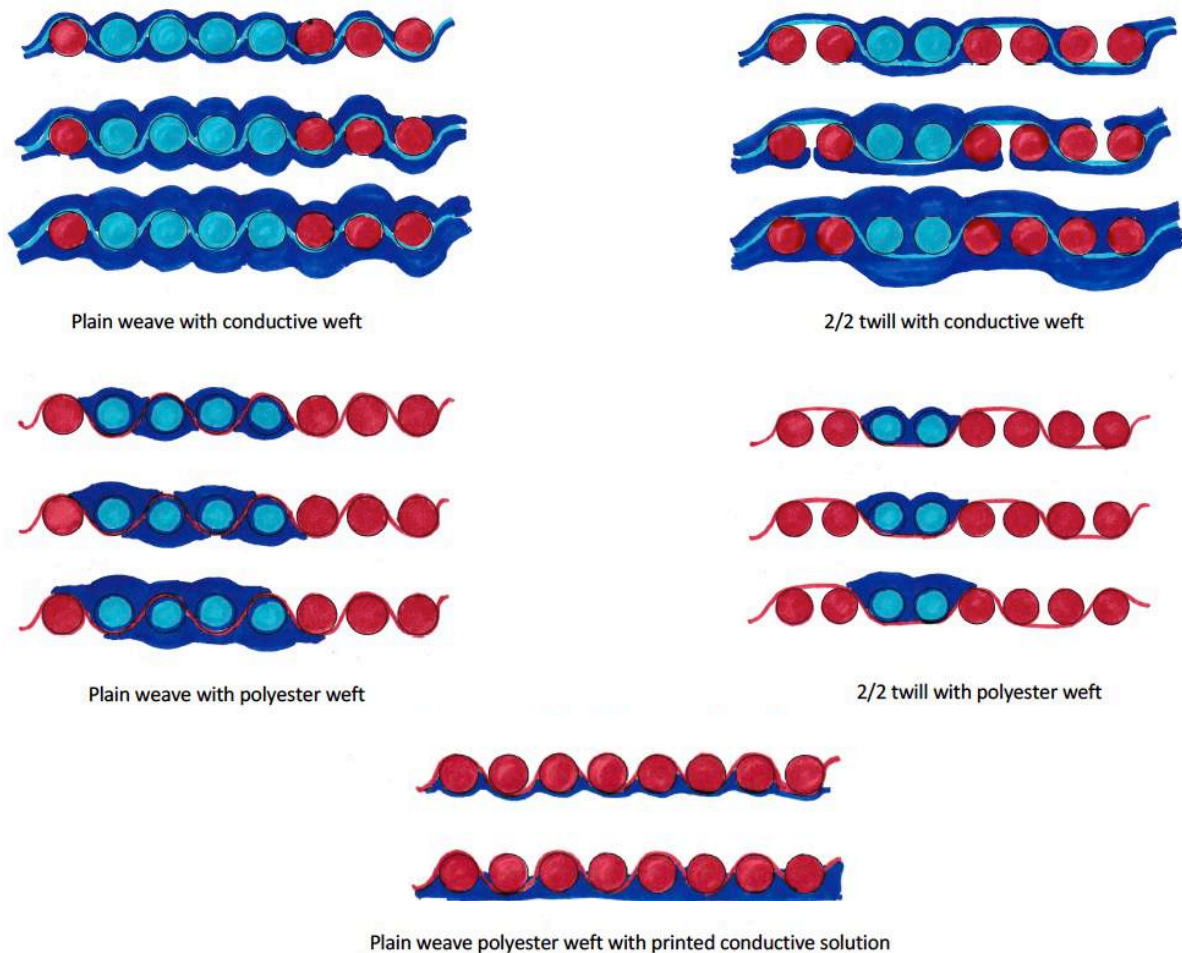 Plain weave with conductive weft
2/2 twill with conductive weft
Plain weave with polyester weft
2/2 twill with polyester weft
Plain weave polyester weft with printed conductive solution